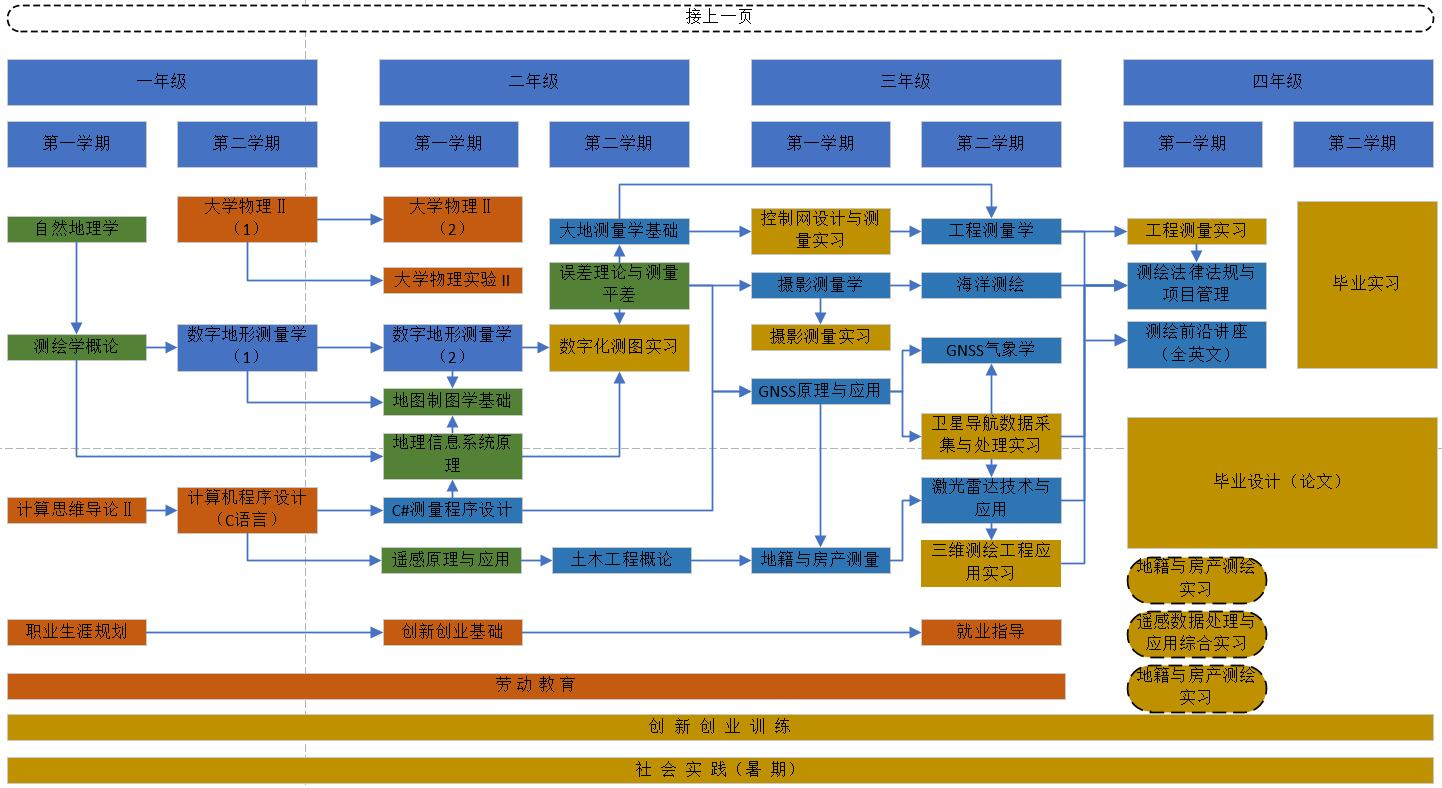 接上一页
一年级
二年级
三年级
四年级
第一学期
第二学期
第一学期
第二学期
第一学期
第二学期
第一学期
第二学期
自然地理学
大学物理Ⅱ
（1）
大学物理Ⅱ
（2）
大地测量学基础
控制网设计与测
量实习
工程测量学
工程测量实习
毕业实习
大学物理实验Ⅱ
误差理论与测量
平差
摄影测量学
海洋测绘
测绘法律法规与
项目管理
测绘学概论
数字地形测量学
（1）
数字地形测量学
（2）
数字化测图实习
摄影测量实习
GNSS气象学
测绘前沿讲座
（全英文）
地图制图学基础
GNSS原理与应用
地理信息系统原
理
卫星导航数据采
集与处理实习
毕业设计（论文）
计算思维导论Ⅱ
计算机程序设计
（C语言）
C#测量程序设计
激光雷达技术与
应用
遥感原理与应用
土木工程概论
地籍与房产测量
三维测绘工程应
用实习
地籍与房产测绘
实习
职业生涯规划
创新创业基础
就业指导
遥感数据处理与
应用综合实习
劳动教育
地籍与房产测绘
实习
创新创业训练
社会实践（暑期）